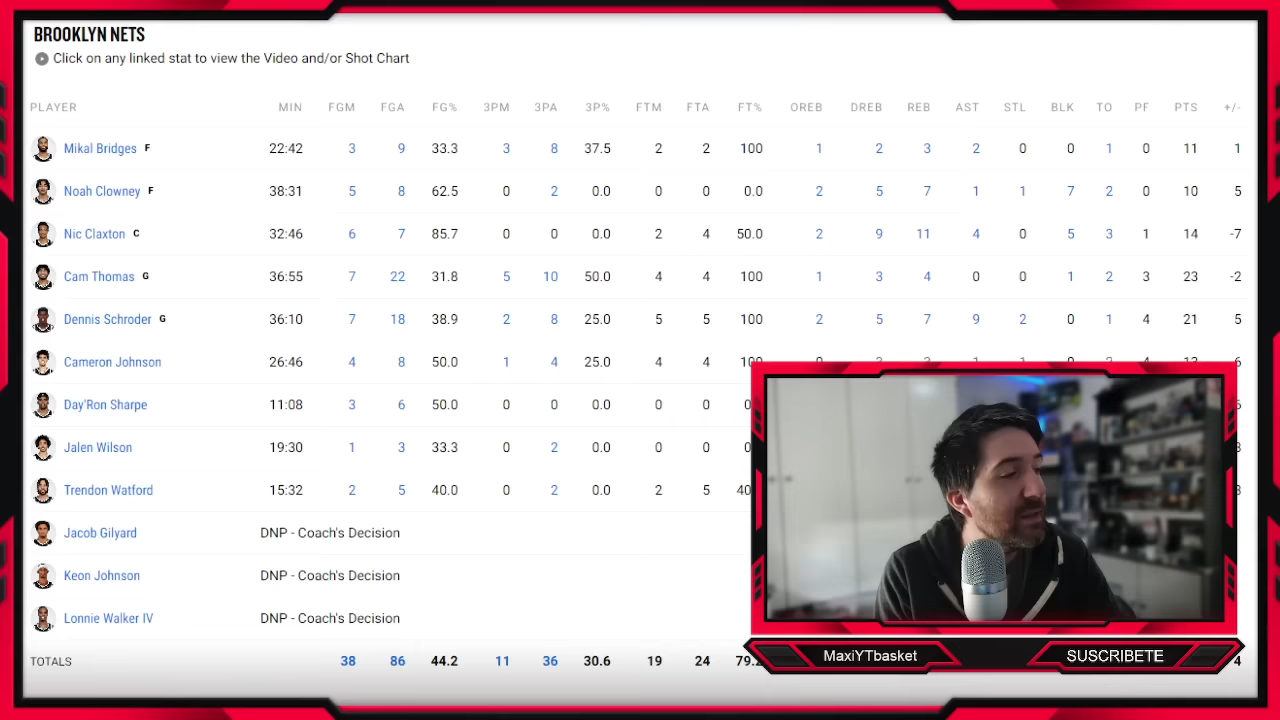 BROOKLYN NETS
Click on any linked stat to view the Video and/or Shot Chart
PLAYER MIN FGM FGA FG% 3PM 3PA 3P% FTM FTA FT% OREB DREB REB AST STL BLK TO PF PTS +/-
Mikal Bridges F 22:42 3 9 33.3 3 8 37.5 2 2 100 1 2 3 2 0 0 1 0 11 1
Noah Clowney F 38:31 5 8 62.5 0 2 0.0 0 0 0.0 2 5 7 1 1 7 2 0 10 5
Nic Claxton C 32:46 6 7 85.7 0 0 0.0 2 4 50.0 2 9 11 4 0 5 3 1 14 -7
Cam Thomas G 36:55 7 22 31.8 5 10 50.0 4 4 100 1 3 4 0 0 1 2 3 23 -2
Dennis Schroder G 36:10 7 18 38.9 2 8 25.0 5 5 100 2 5 7 9 2 0 1 4 21 5
Cameron Johnson 26:46 4 8 50.0 1 4 25.0 4 4 100
Day'Ron Sharpe 11:08 3 6 50.0 0 0 0.0 0 0
Jalen Wilson 19:30 1 3 33.3 0 2 0.0 0 0
Trendon Watford 15:32 2 5 40.0 0 2 0.0 2 5
Jacob Gilyard DNP - Coach's Decision
Keon Johnson DNP - Coach's Decision
Lonnie Walker IV DNP - Coach's Decision
TOTALS 38 86 44.2 11 36 30.6 19 24 79.2 4
MaxiYTbasket SUSCRIBETE